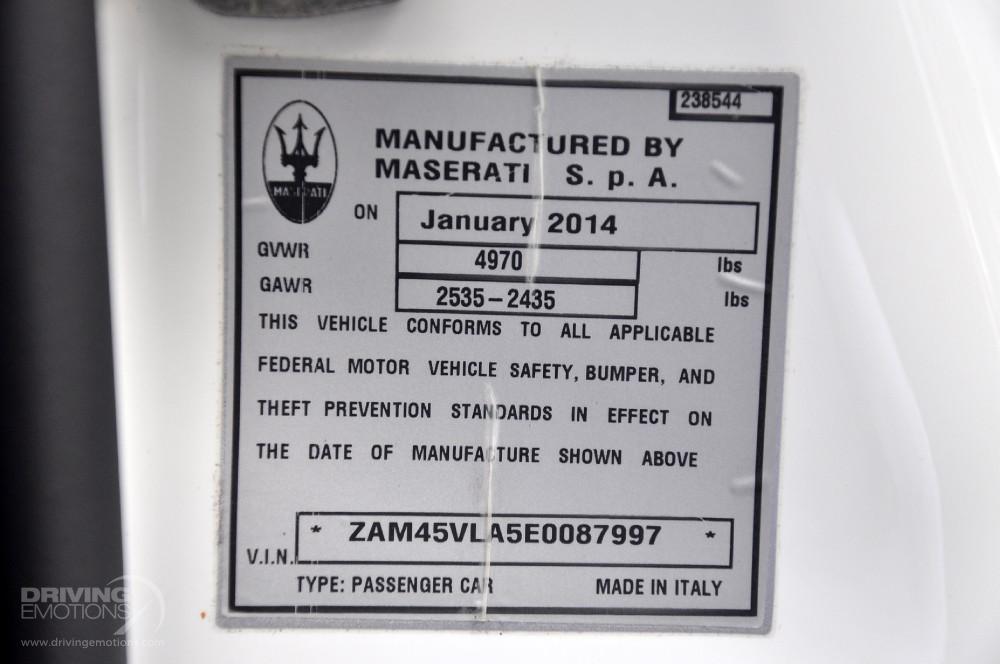 238544
MASERATI
MANUFACTURED BY
MASERATI S. p. A.
ON January 2014
GVWR 4970 lbs
GAWR 2535-2435 lbs
THIS VEHICLE CONFORMS TO ALL APPLICABLE
FEDERAL MOTOR VEHICLE SAFETY, BUMPER, AND
THEFT PREVENTION STANDARDS IN EFFECT ON
THE DATE OF MANUFACTURE SHOWN ABOVE
V.I.N. * ZAM45VLA5E0087997 *
TYPE: PASSENGER CAR MADE IN ITALY
DRIVING
EMOTIONS
www.drivingemotions.com